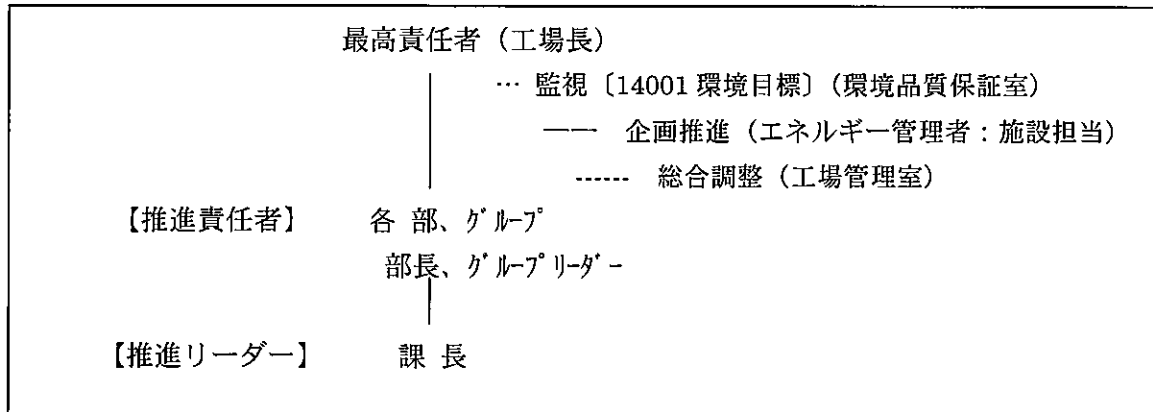 最高責任者（工場長）
… 監視〔14001 環境目標〕（環境品質保証室）
企画推進（エネルギー管理者：施設担当）
------ 総合調整（工場管理室）
【推進責任者】 各 部、ｸﾞﾙｰﾌﾟ
部長、ｸﾞﾙｰﾌﾟﾘｰﾀﾞｰ
【推進リーダー】 課 長